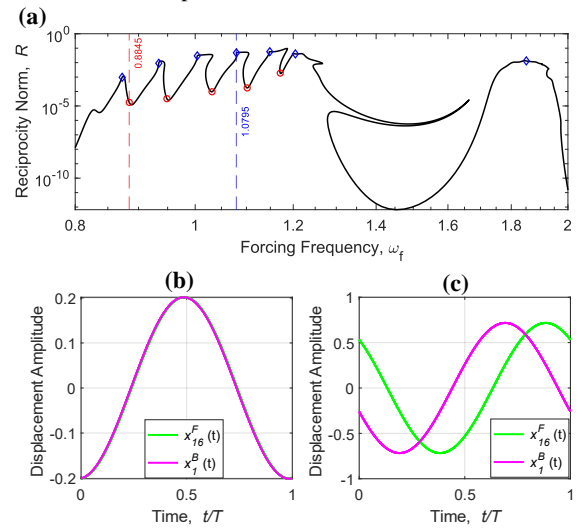 (a)
Reciprocity Norm, R
10^0
10^-5
10^-10
0.8845
1.0795
0.8
1
1.2
1.4
1.6
1.8
2
Forcing Frequency, ω_f
(b)
(c)
Displacement Amplitude
0.2
0.1
0
-0.1
-0.2
x_16^F (t)
x_1^B (t)
0
0.5
1
Time, t/T
Displacement Amplitude
1
0.5
0
-0.5
-1
x_16^F (t)
x_1^B (t)
0
0.5
1
Time, t/T